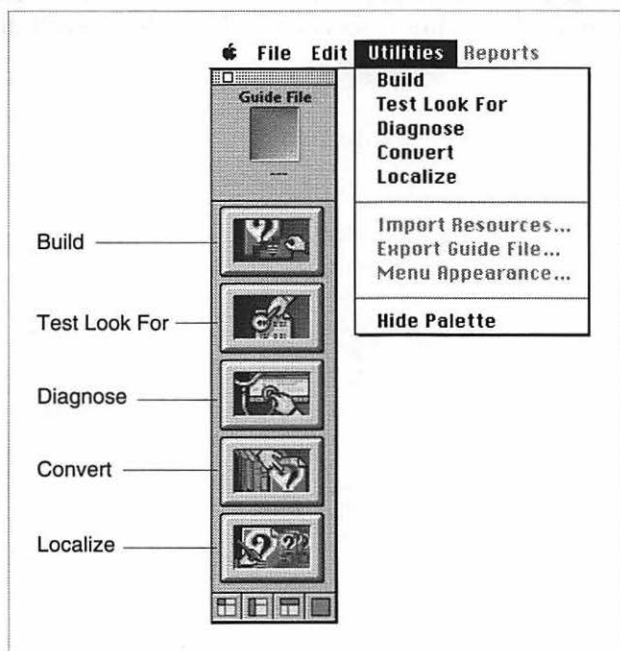 File Edit Utilities Reports
Guide File
---
Build
Test Look For
Diagnose
Convert
Localize
Import Resources...
Export Guide File...
Menu Appearance...
Hide Palette
Build
Test Look For
Diagnose
Convert
Localize